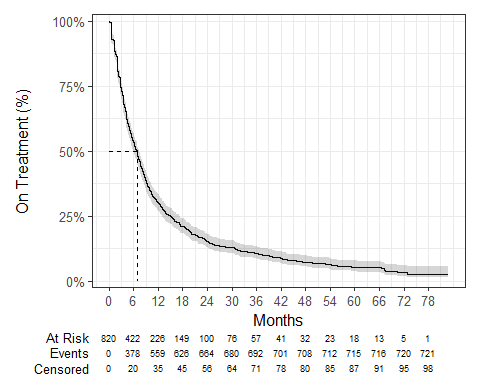 100%
75%
50%
25%
0%
On Treatment (%)
0 6 12 18 24 30 36 42 48 54 60 66 72 78
Months
At Risk 820 422 226 149 100 76 57 41 32 23 18 13 5 1
Events 0 378 559 626 664 680 692 701 708 712 715 716 720 721
Censored 0 20 35 45 56 64 71 78 80 85 87 91 95 98